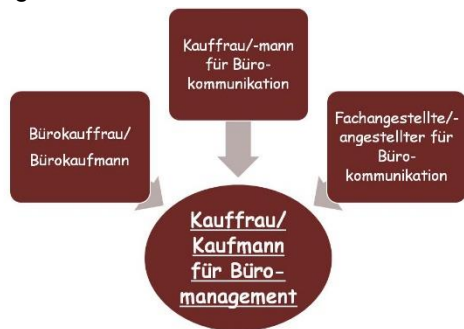 Kauffrau/-mann
für Büro-
kommunikation
Bürokauffrau/
Bürokaufmann
Fachangestellte/-
angestellter für
Büro-
kommunikation
Kauffrau/
Kaufmann
für Büro-
management